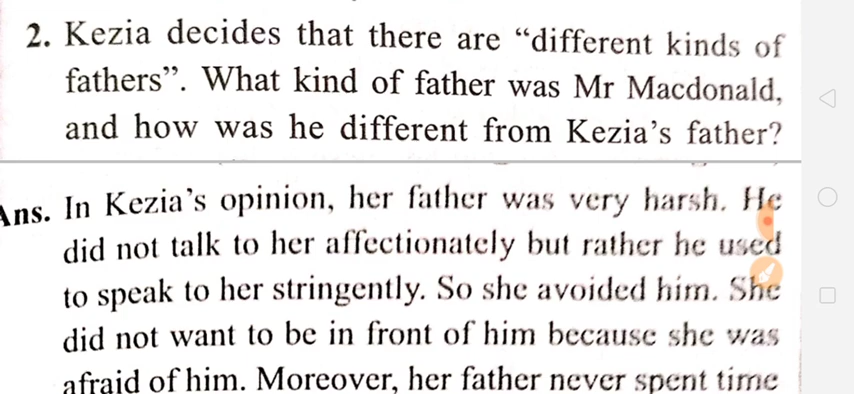 2. Kezia decides that there are “different kinds of
fathers”. What kind of father was Mr Macdonald,
and how was he different from Kezia’s father?
Ans. In Kezia’s opinion, her father was very harsh. He
did not talk to her affectionately but rather he used
to speak to her stringently. So she avoided him. She
did not want to be in front of him because she was
afraid of him. Moreover, her father never spent time